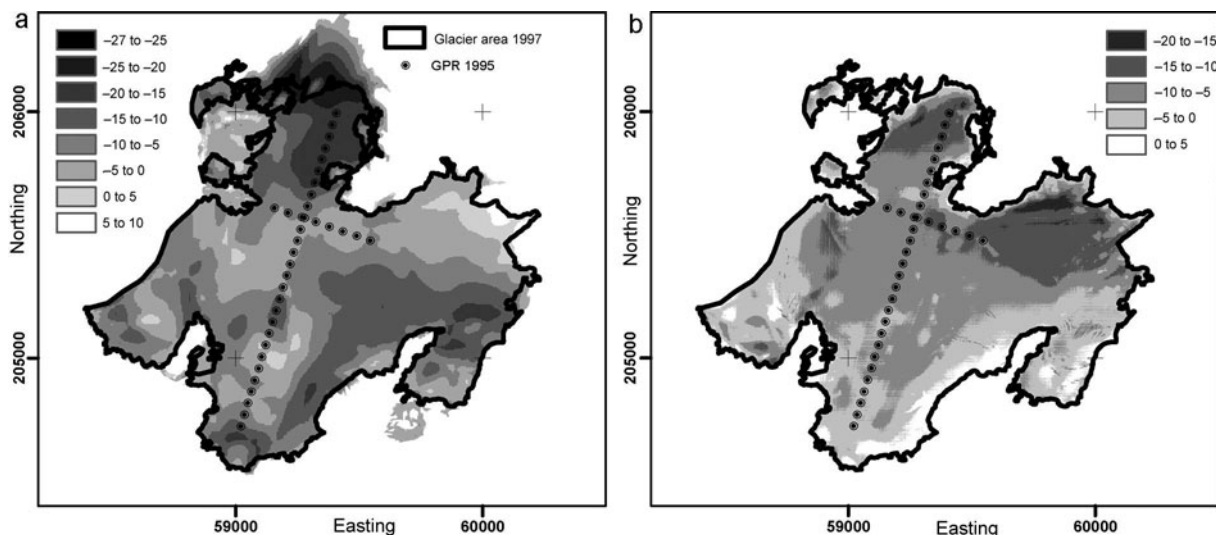 a
–27 to –25
–25 to –20
–20 to –15
–15 to –10
–10 to –5
–5 to 0
0 to 5
5 to 10
Glacier area 1997
GPR 1995
206000
Northing
205000
59000
Easting
60000
b
–20 to –15
–15 to –10
–10 to –5
–5 to 0
0 to 5
206000
Northing
205000
59000
Easting
60000